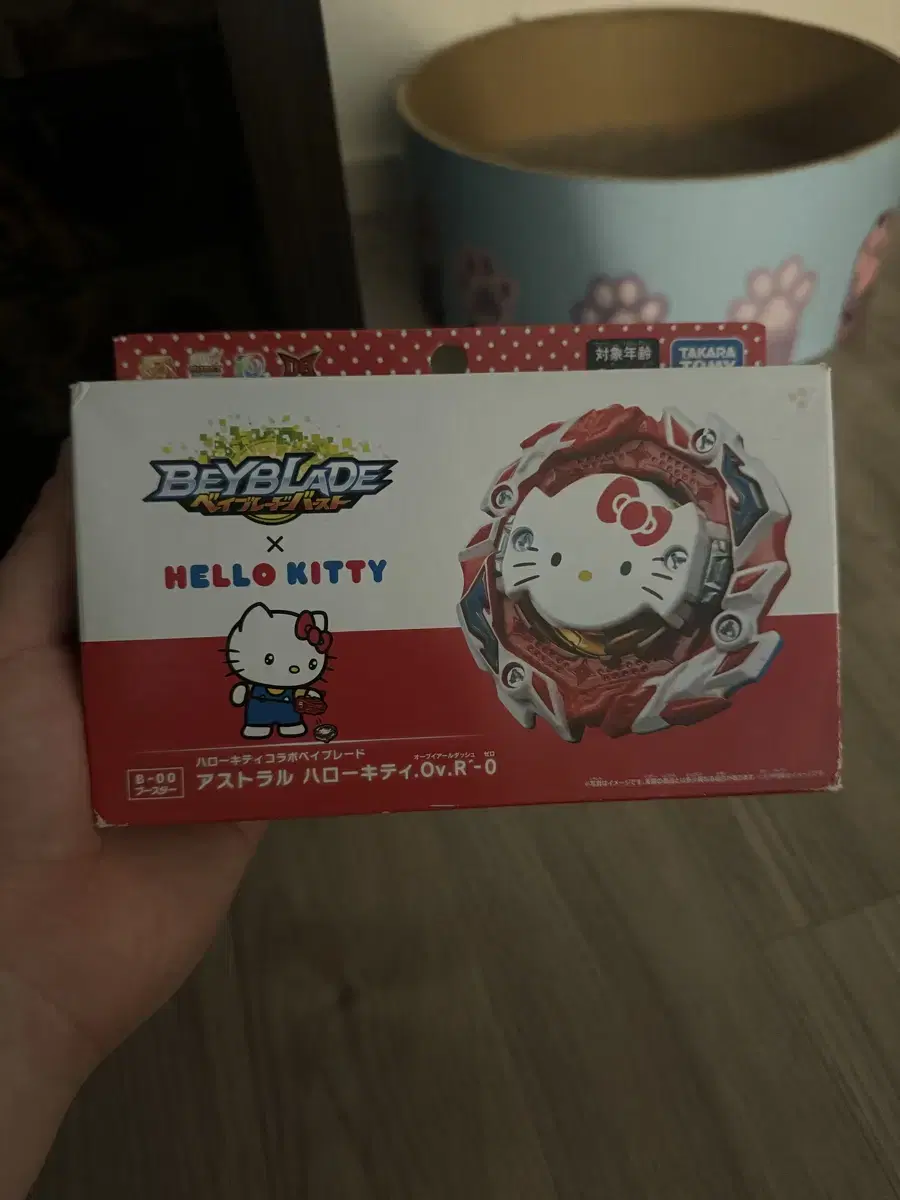 対象年齢
TAKARA TOMY
BEYBLADE
ベイブレードバースト
×
HELLO KITTY
ハローキティコラボベイブレード
B-00
ブースター
オーブイアールダッシュ ゼロ
アストラル ハローキティ.Ov.R´-0